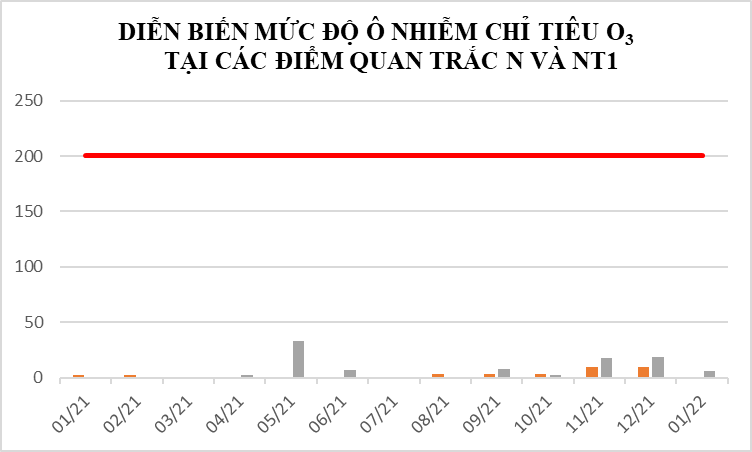 DIỄN BIẾN MỨC ĐỘ Ô NHIỄM CHỈ TIÊU O₃
TẠI CÁC ĐIỂM QUAN TRẮC N VÀ NT1
250
200
150
100
50
0
01/21 02/21 03/21 04/21 05/21 06/21 07/21 08/21 09/21 10/21 11/21 12/21 01/22